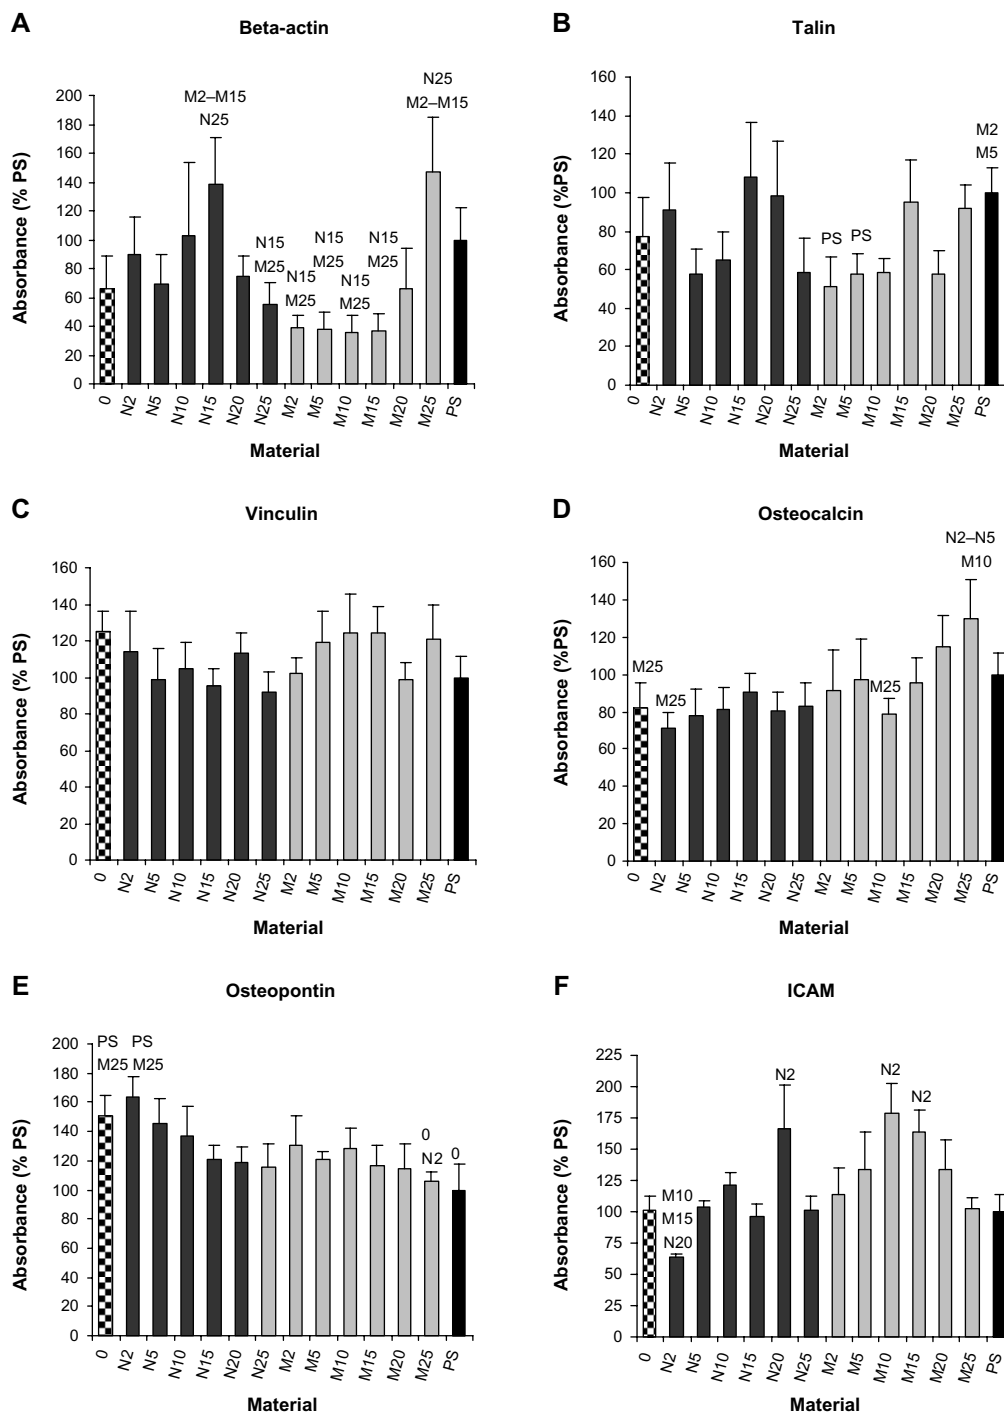 A
Beta-actin
Absorbance (% PS)
200
180
160
140
120
100
80
60
40
20
0
M2–M15
N25
N15
M25
N15
M25
N15
M25
N15
M25
N15
M25
N25
M2–M15
0 N2 N5 N10 N15 N20 N25 M2 M5 M10 M15 M20 M25 PS
Material
B
Talin
Absorbance (%PS)
160
140
120
100
80
60
40
20
0
PS
PS
M2
M5
0 N2 N5 N10 N15 N20 N25 M2 M5 M10 M15 M20 M25 PS
Material
C
Vinculin
Absorbance (% PS)
160
140
120
100
80
60
40
20
0
0 N2 N5 N10 N15 N20 N25 M2 M5 M10 M15 M20 M25 PS
Material
D
Osteocalcin
Absorbance (%PS)
160
140
120
100
80
60
40
20
0
M25
M25
M25
N2–N5
M10
0 N2 N5 N10 N15 N20 N25 M2 M5 M10 M15 M20 M25 PS
Material
E
Osteopontin
Absorbance (% PS)
200
180
160
140
120
100
80
60
40
20
0
PS
M25
PS
M25
0
N2
0
0 N2 N5 N10 N15 N20 N25 M2 M5 M10 M15 M20 M25 PS
Material
F
ICAM
Absorbance (% PS)
225
200
175
150
125
100
75
50
25
0
M10
M15
N20
N2
N2
N2
0 N2 N5 N10 N15 N20 N25 M2 M5 M10 M15 M20 M25 PS
Material